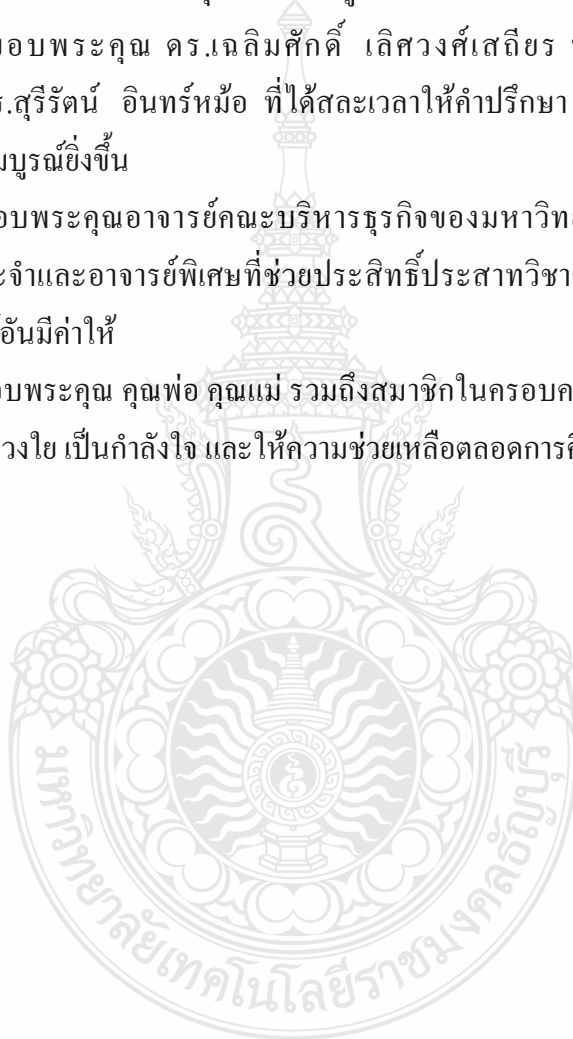 อบพระคุณ ดร.เฉลิมศักดิ์ เลิศวงศ์เสถียร
ร.สุรีรัตน์ อินทร์หม้อ ที่ได้สละเวลาให้คำปรึกษา
มบูรณ์ยิ่งขึ้น
อบพระคุณอาจารย์คณะบริหารธุรกิจของมหาวิท
ะจำและอาจารย์พิเศษที่ช่วยประสิทธิ์ประสาทวิชา
อันมีค่าให้
อบพระคุณ คุณพ่อ คุณแม่ รวมถึงสมาชิกในครอบค
วงใย เป็นกำลังใจ และให้ความช่วยเหลือตลอดการศึ
มหาวิทยาลัยเทคโนโลยีราชมงคลธัญบุรี